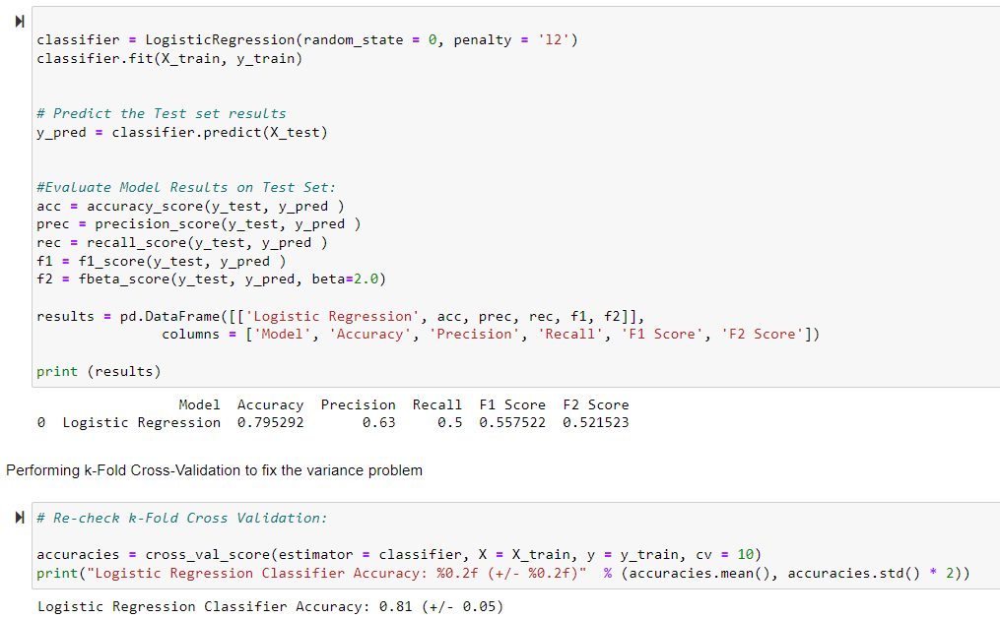 classifier = LogisticRegression(random_state = 0, penalty = 'l2')
classifier.fit(X_train, y_train)
# Predict the Test set results
y_pred = classifier.predict(X_test)
#Evaluate Model Results on Test Set:
acc = accuracy_score(y_test, y_pred )
prec = precision_score(y_test, y_pred )
rec = recall_score(y_test, y_pred )
f1 = f1_score(y_test, y_pred )
f2 = fbeta_score(y_test, y_pred, beta=2.0)
results = pd.DataFrame([['Logistic Regression', acc, prec, rec, f1, f2]],
columns = ['Model', 'Accuracy', 'Precision', 'Recall', 'F1 Score', 'F2 Score'])
print (results)
Model Accuracy Precision Recall F1 Score F2 Score
0 Logistic Regression 0.795292 0.63 0.5 0.557522 0.521523
Performing k-Fold Cross-Validation to fix the variance problem
# Re-check k-Fold Cross Validation:
accuracies = cross_val_score(estimator = classifier, X = X_train, y = y_train, cv = 10)
print("Logistic Regression Classifier Accuracy: %0.2f (+/- %0.2f)" % (accuracies.mean(), accuracies.std() * 2))
Logistic Regression Classifier Accuracy: 0.81 (+/- 0.05)